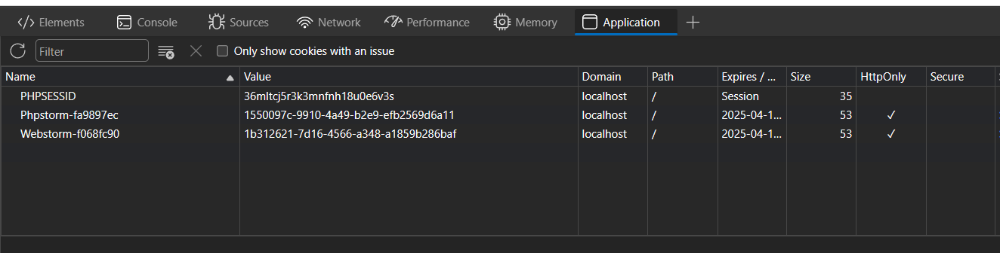 Elements Console Sources Network Performance Memory Application
Filter Only show cookies with an issue
Name Value Domain Path Expires / ... Size HttpOnly Secure
PHPSESSID 36mltcj5r3k3mnfnh18u0e6v3s localhost / Session 35
Phpstorm-fa9897ec 1550097c-9910-4a49-b2e9-efb2569d6a11 localhost / 2025-04-1... 53 ✓
Webstorm-f068fc90 1b312621-7d16-4566-a348-a1859b286baf localhost / 2025-04-1... 53 ✓